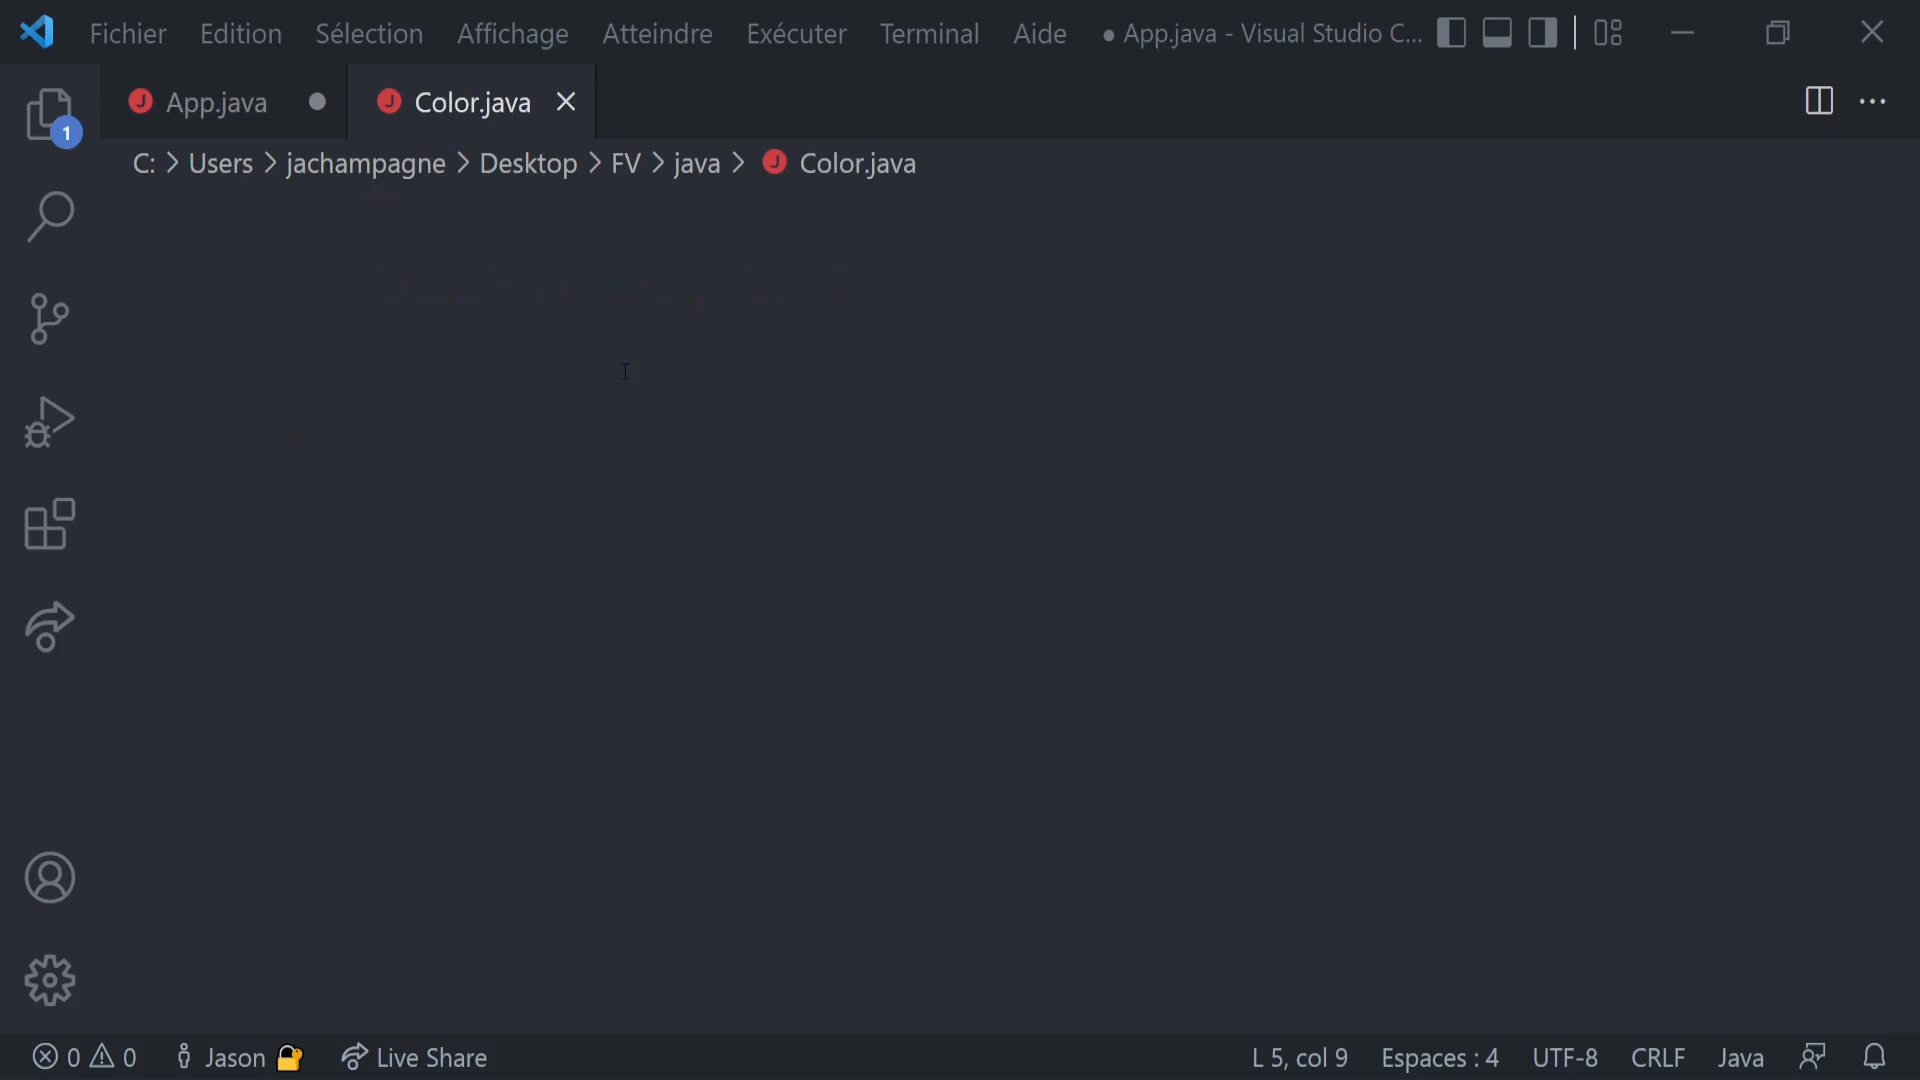 Fichier Edition Sélection Affichage Atteindre Exécuter Terminal Aide ● App.java - Visual Studio C...
J App.java ● J Color.java
1
C: > Users > jachampagne > Desktop > FV > java > J Color.java
0 0 Jason Live Share L 5, col 9 Espaces : 4 UTF-8 CRLF Java